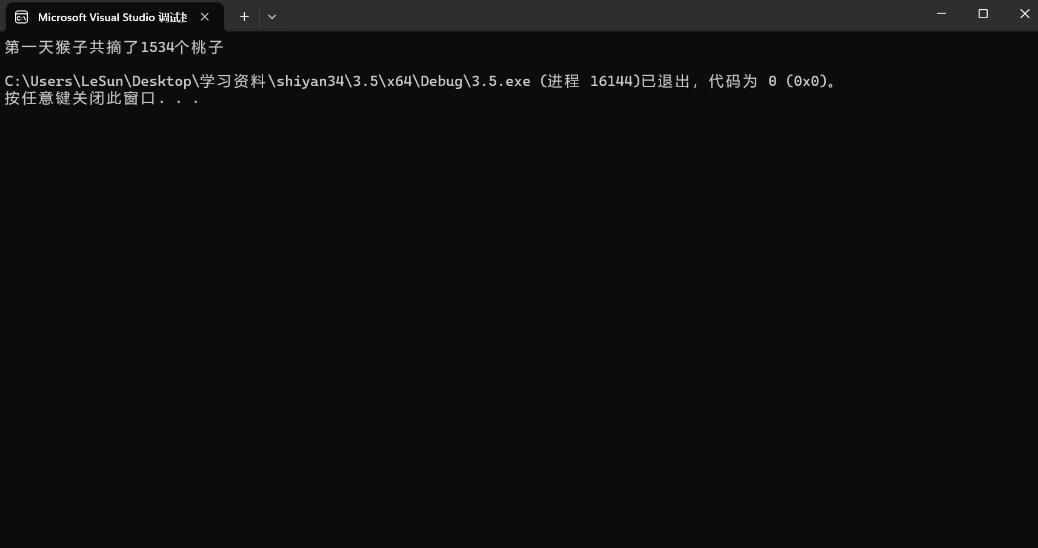 Microsoft Visual Studio 调试
第一天猴子共摘了1534个桃子
C:\Users\LeSun\Desktop\学习资料\shiyan34\3.5\x64\Debug\3.5.exe (进程 16144)已退出，代码为 0 (0x0)。
按任意键关闭此窗口. . .